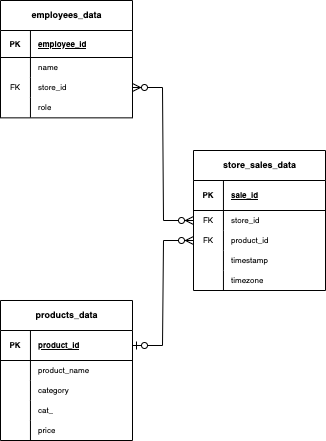 employees_data
PK employee_id
name
FK store_id
role
store_sales_data
PK sale_id
FK store_id
FK product_id
timestamp
timezone
products_data
PK product_id
product_name
category
cat_
price